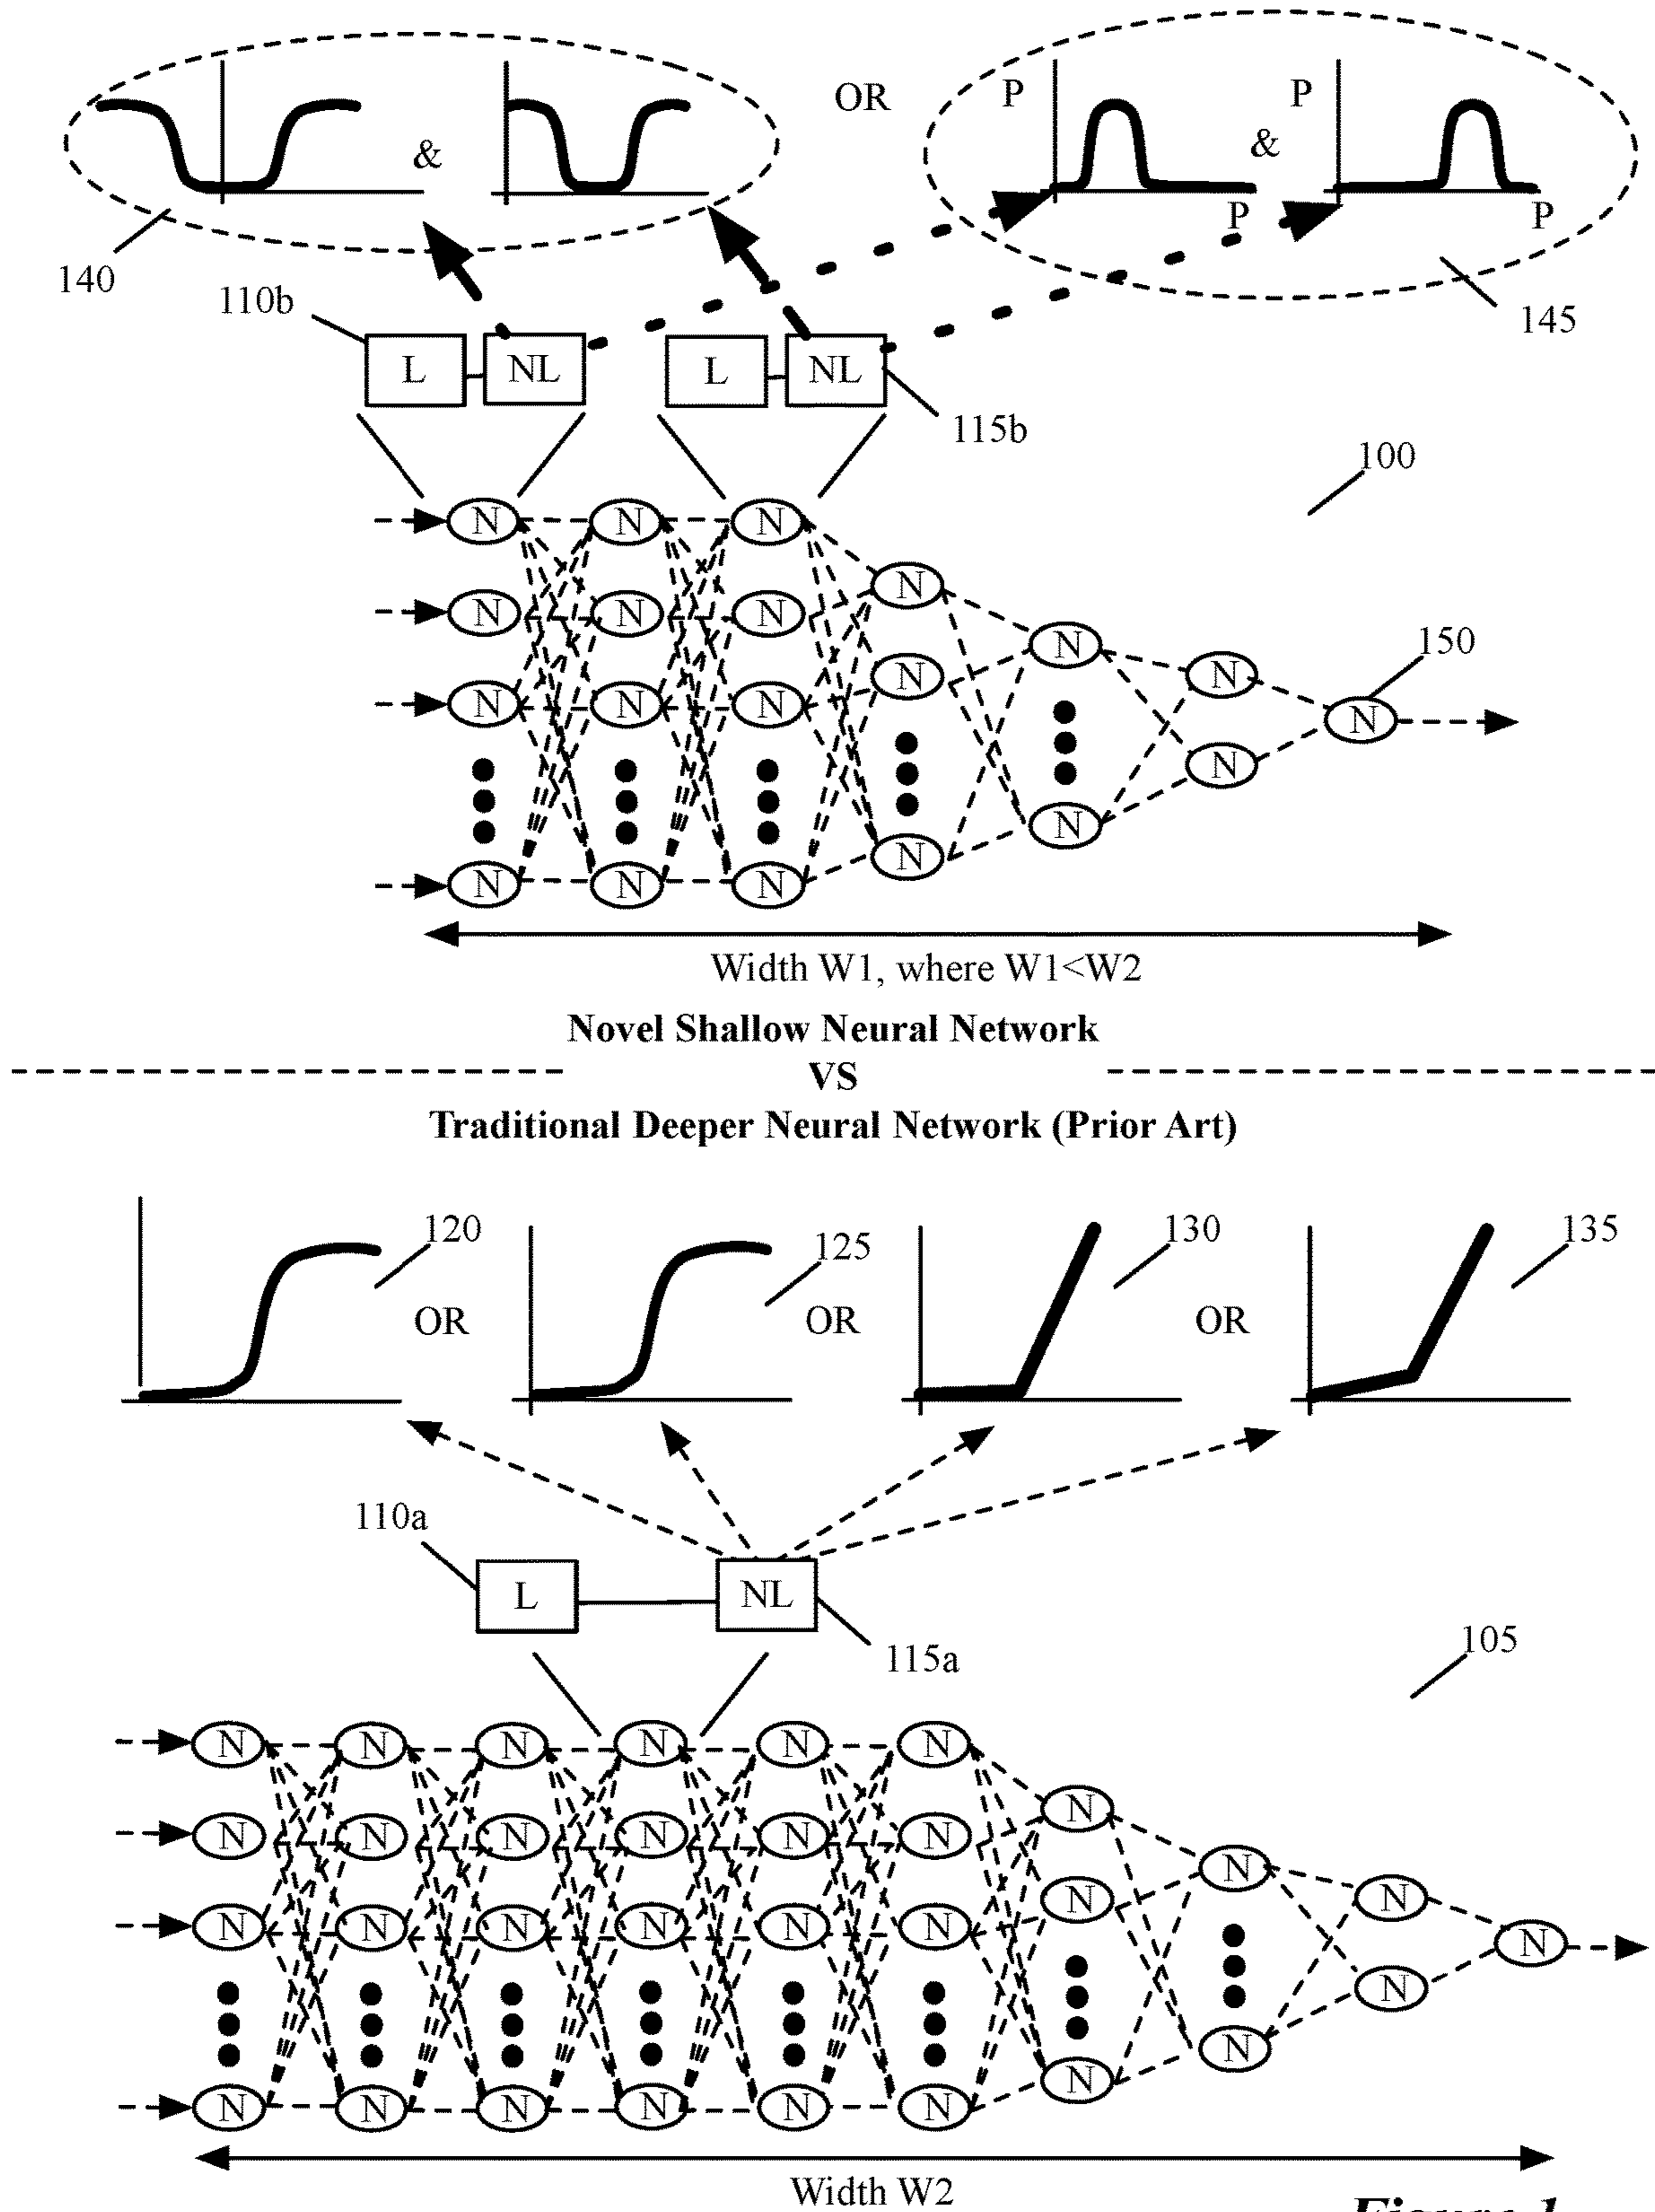 OR
P
P
&
&
P
P
140
110b
145
L
NL
L
NL
115b
100
N N N
N
N N N
N
150
N
N
N N N
N
N
N
N
N N N
Width W1, where W1<W2
Novel Shallow Neural Network
VS
Traditional Deeper Neural Network (Prior Art)
120
125
130
135
OR
OR
OR
110a
L
NL
115a
105
N N N N N N
N
N N N N N N
N
N
N
N N N N N N
N
N
N
N
N N N N N N
Width W2